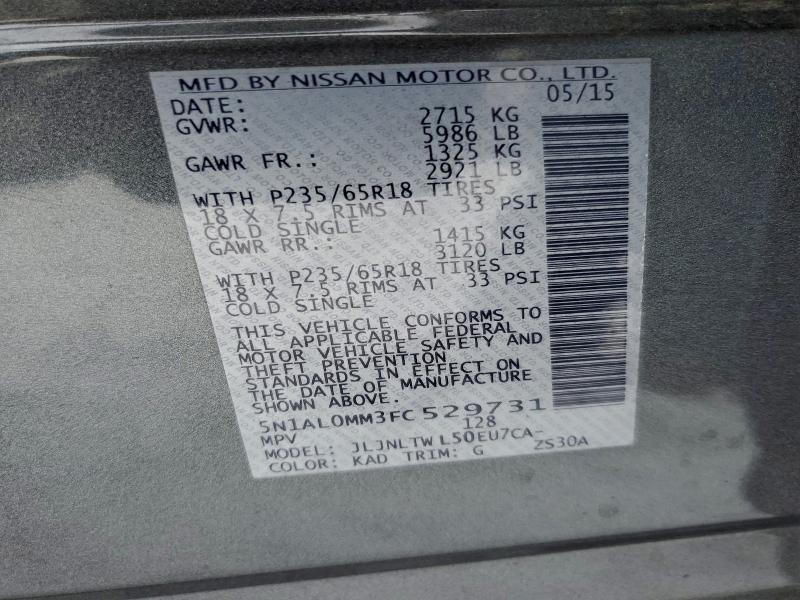 MFD BY NISSAN MOTOR CO., LTD.
DATE: 05/15
GVWR: 2715 KG
5986 LB
GAWR FR.: 1325 KG
2921 LB
WITH P235/65R18 TIRES
18 X 7.5 RIMS AT 33 PSI
COLD SINGLE
GAWR RR.: 1415 KG
3120 LB
WITH P235/65R18 TIRES
18 X 7.5 RIMS AT 33 PSI
COLD SINGLE
THIS VEHICLE CONFORMS TO
ALL APPLICABLE FEDERAL
MOTOR VEHICLE SAFETY AND
THEFT PREVENTION
STANDARDS IN EFFECT ON
THE DATE OF MANUFACTURE
SHOWN ABOVE.
5N1AL0MM3FC529731
MPV 128
MODEL: JLJNLTWL50EU7CA-
COLOR: KAD TRIM: G ZS30A